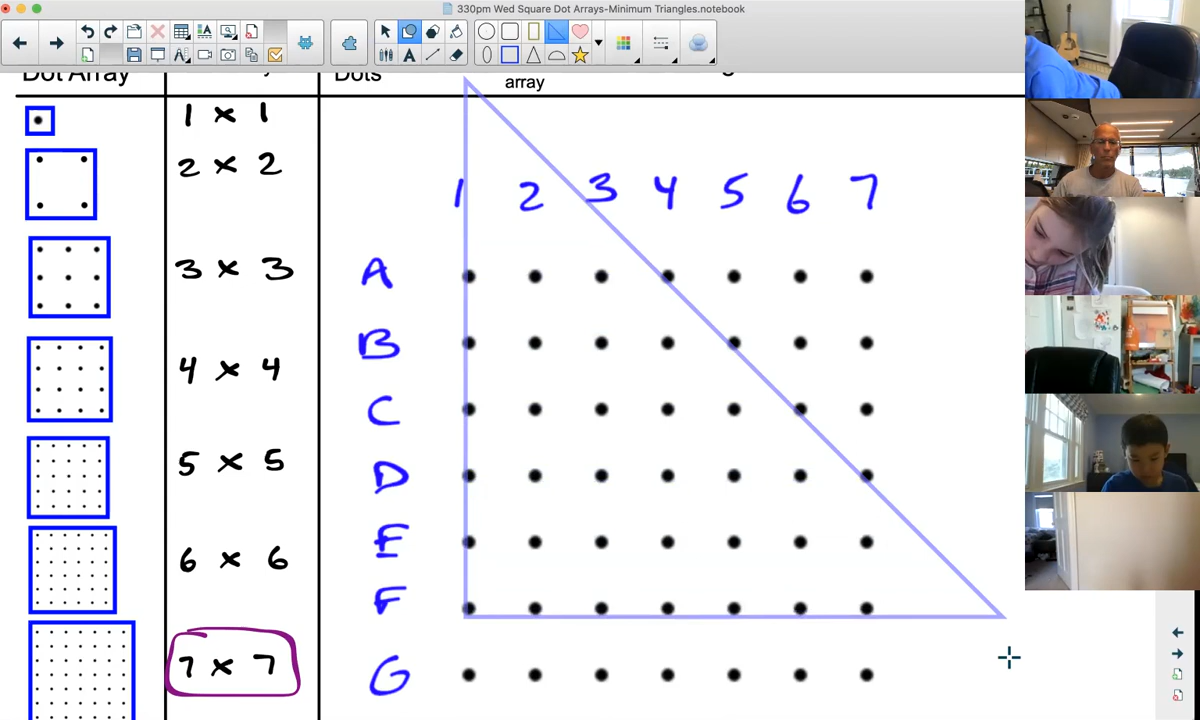 330pm Wed Square Dot Arrays-Minimum Triangles.notebook
Dot Array
Dots
array
1 x 1
2 x 2
3 x 3
4 x 4
5 x 5
6 x 6
7 x 7
1 2 3 4 5 6 7
A
B
C
D
E
F
G